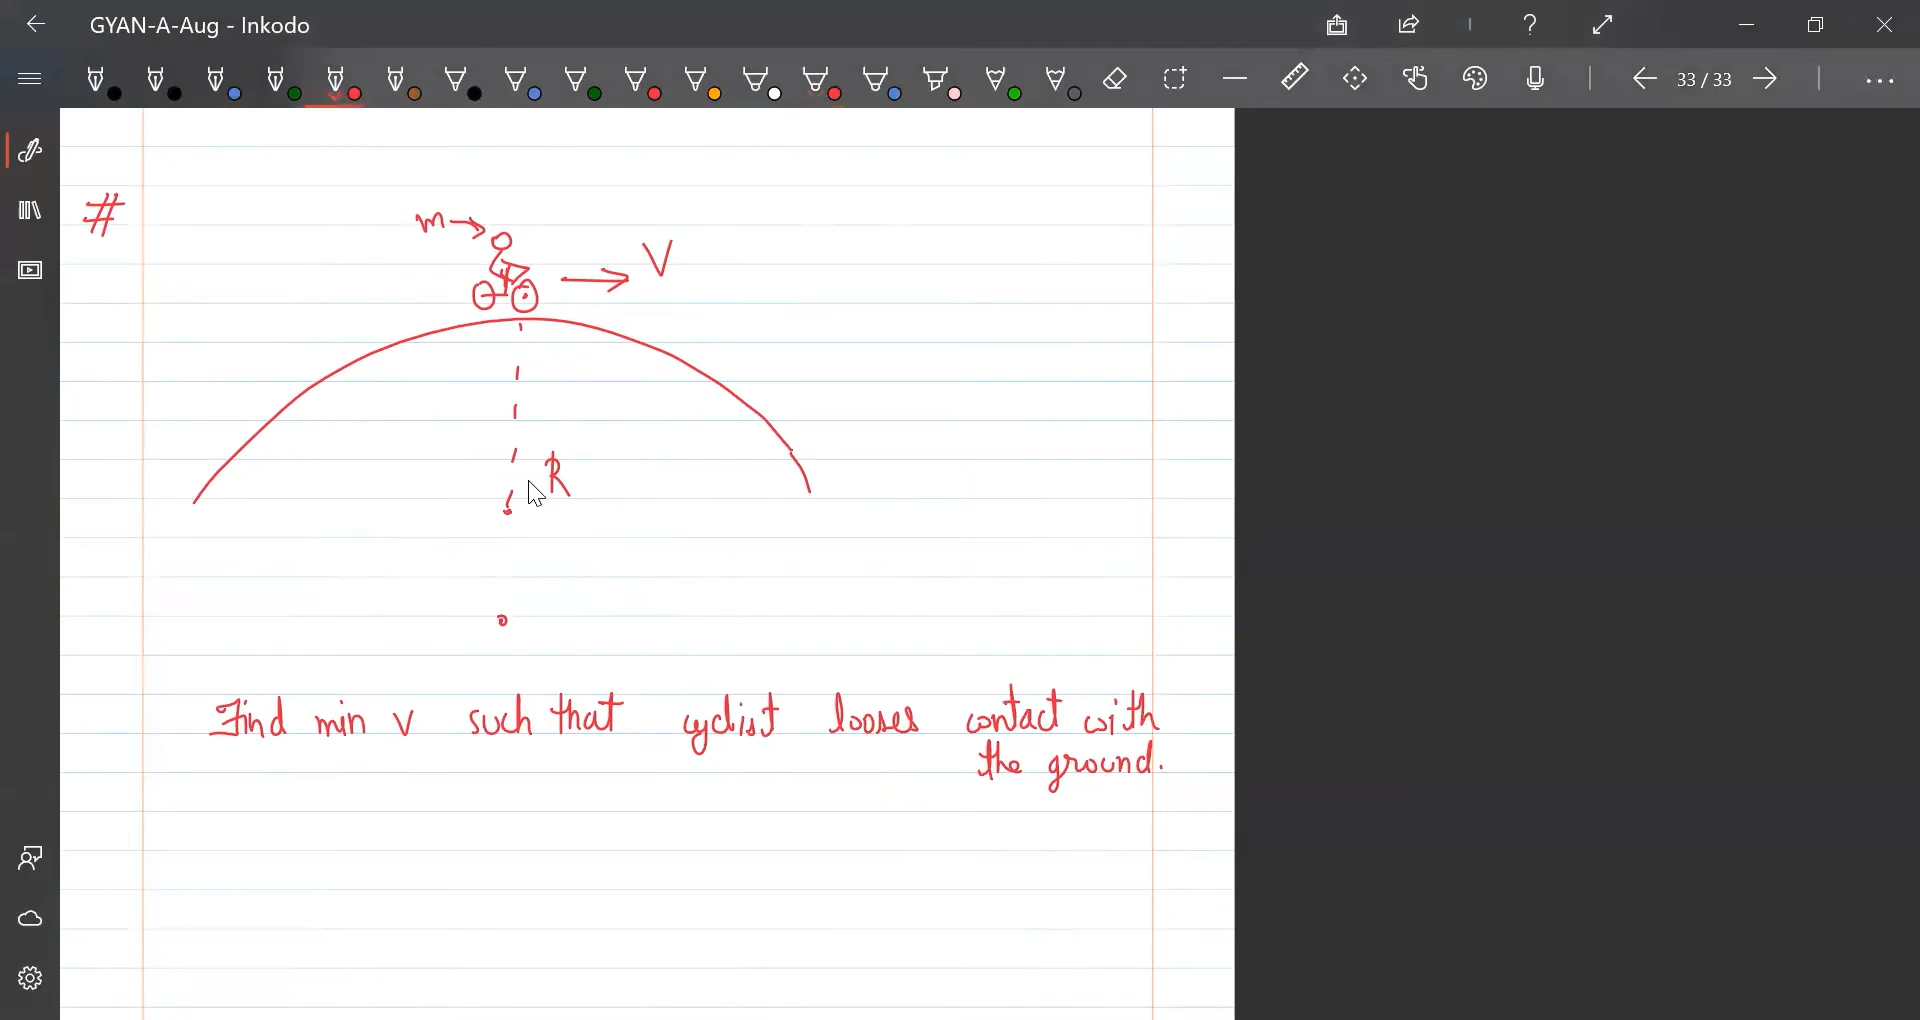 GYAN-A-Aug - Inkodo
33 / 33
#
m
V
R
Find min v such that cyclist looses contact with
the ground.